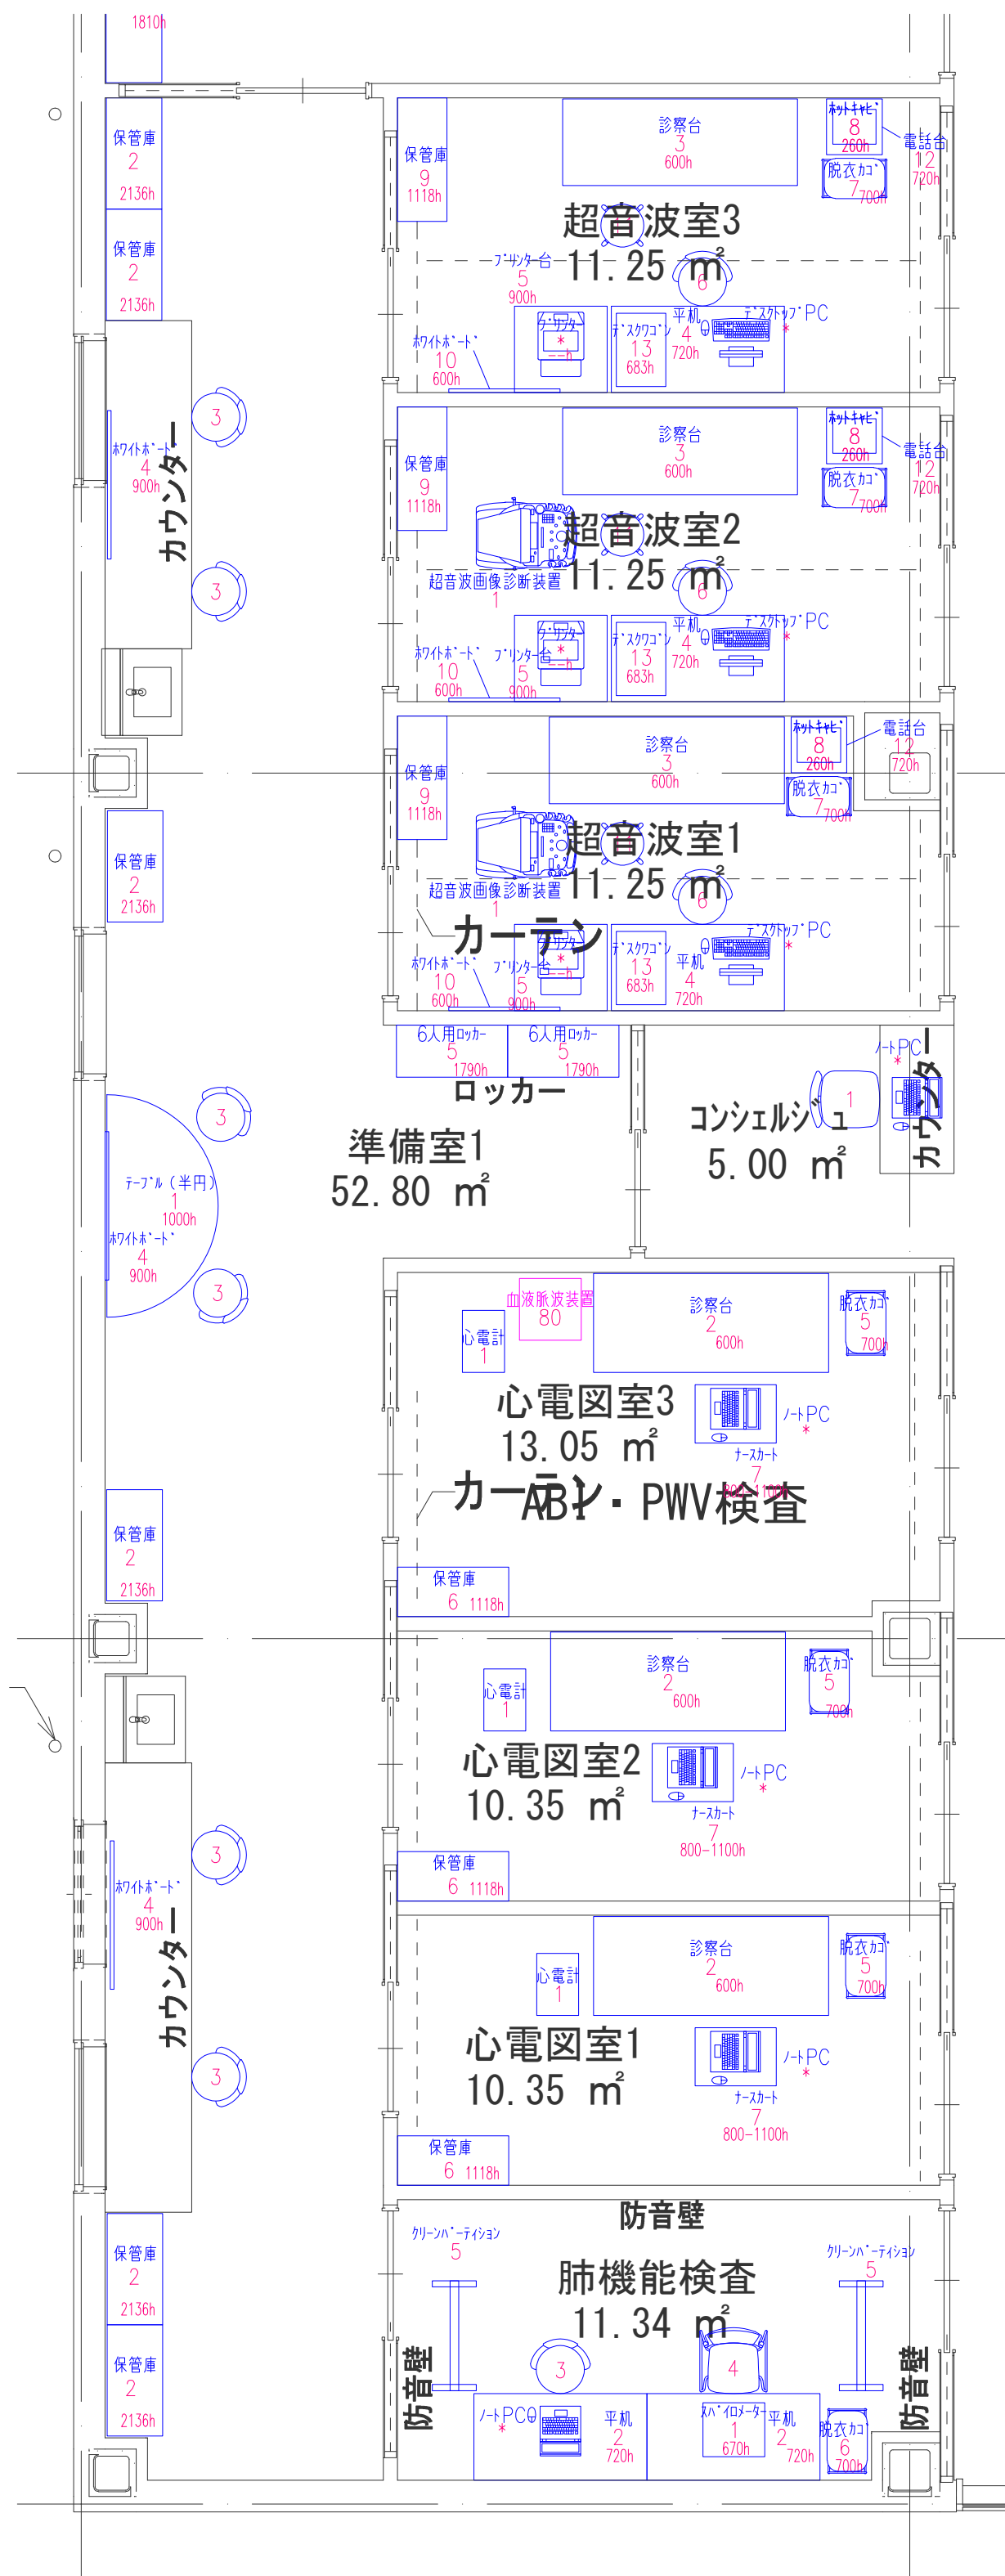 1810h
保管庫
2
2136h
保管庫
2
2136h
保管庫
9
1118h
診察台
3
600h
ﾎｯﾄｷｬﾋﾞ
8
260h
電話台
12
720h
脱衣ｶｺﾞ
7 700h
超音波室3
11
11.25 ㎡
6
ﾌﾟﾘﾝﾀｰ台
5
900h
ﾌﾟﾘﾝﾀｰ
*
--h
ﾃﾞｽｸﾜｺﾞﾝ
13
683h
平机
4
720h
ﾃﾞｽｸﾄｯﾌﾟPC
*
ﾎﾜｲﾄﾎﾞｰﾄﾞ
10
600h
3
ﾎﾜｲﾄﾎﾞｰﾄﾞ
4
900h
カウンター
3
保管庫
9
1118h
診察台
3
600h
ﾎｯﾄｷｬﾋﾞ
8
260h
電話台
12
720h
脱衣ｶｺﾞ
7 700h
超音波室2
11
11.25 ㎡
6
超音波画像診断装置
1
ﾎﾜｲﾄﾎﾞｰﾄﾞ
10
600h
ﾌﾟﾘﾝﾀｰ台
5
900h
ﾌﾟﾘﾝﾀｰ
*
--h
ﾃﾞｽｸﾜｺﾞﾝ
13
683h
平机
4
720h
ﾃﾞｽｸﾄｯﾌﾟPC
*
保管庫
9
1118h
診察台
3
600h
ﾎｯﾄｷｬﾋﾞ
8
260h
電話台
12
720h
脱衣ｶｺﾞ
7 700h
超音波室1
11
11.25 ㎡
6
超音波画像診断装置
1
カーテン
ﾎﾜｲﾄﾎﾞｰﾄﾞ
10
600h
ﾌﾟﾘﾝﾀｰ台
5
900h
ﾌﾟﾘﾝﾀｰ
*
--h
ﾃﾞｽｸﾜｺﾞﾝ
13
683h
平机
4
720h
ﾃﾞｽｸﾄｯﾌﾟPC
*
保管庫
2
2136h
6人用ﾛｯｶｰ
5
1790h
6人用ﾛｯｶｰ
5
1790h
ロッカー
準備室1
52.80 ㎡
コンシェルジュ
5.00 ㎡
1
ﾉｰﾄPC
*
カウンター
3
ﾃｰﾌﾞﾙ（半円）
1
1000h
ﾎﾜｲﾄﾎﾞｰﾄﾞ
4
900h
3
血液脈波装置
80
心電計
1
診察台
2
600h
脱衣ｶｺﾞ
5
700h
心電図室3
13.05 ㎡
ﾉｰﾄPC
*
ﾅｰｽｶｰﾄ
7
800-1100h
カーテン
ABI・PWV検査
保管庫
6 1118h
保管庫
2
2136h
心電計
1
診察台
2
600h
脱衣ｶｺﾞ
5
700h
心電図室2
10.35 ㎡
ﾉｰﾄPC
*
ﾅｰｽｶｰﾄ
7
800-1100h
保管庫
6 1118h
3
ﾎﾜｲﾄﾎﾞｰﾄﾞ
4
900h
カウンター
3
心電計
1
診察台
2
600h
脱衣ｶｺﾞ
5
700h
心電図室1
10.35 ㎡
ﾉｰﾄPC
*
ﾅｰｽｶｰﾄ
7
800-1100h
保管庫
6 1118h
保管庫
2
2136h
保管庫
2
2136h
防音壁
ｸﾘｰﾝﾊﾟｰﾃｨｼｮﾝ
5
ｸﾘｰﾝﾊﾟｰﾃｨｼｮﾝ
5
肺機能検査
11.34 ㎡
防音壁
3
4
防音壁
ﾉｰﾄPC
*
平机
2
720h
ｽﾊﾟｲﾛﾒｰﾀｰ
1
670h
平机
2
720h
脱衣ｶｺﾞ
6
700h